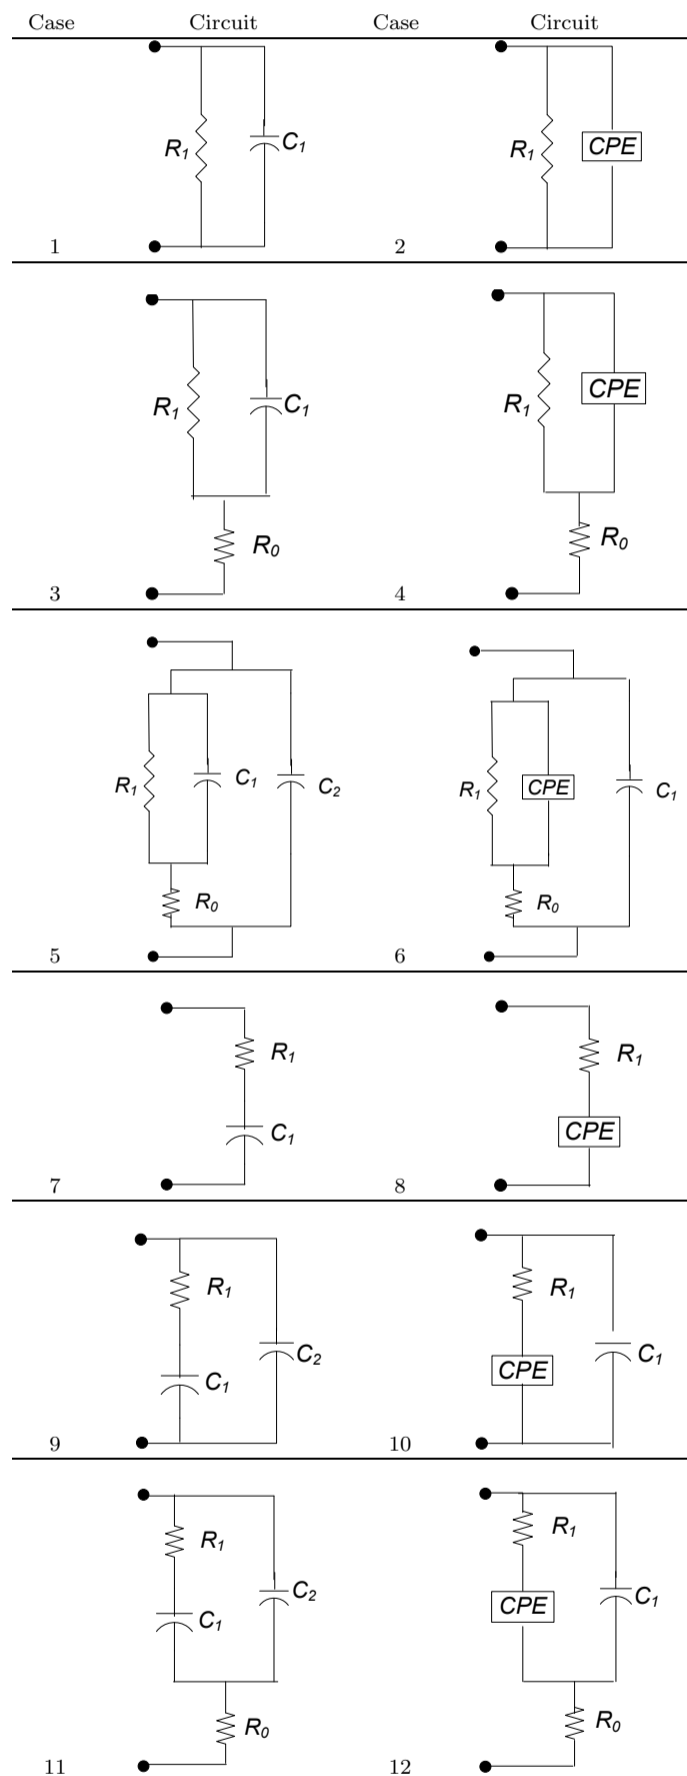 Case Circuit Case Circuit
R₁ C₁ R₁ CPE
1 2
R₁ C₁ R₁ CPE
R₀ R₀
3 4
R₁ C₁ C₂ R₁ CPE C₁
R₀ R₀
5 6
R₁ R₁
C₁ CPE
7 8
R₁ R₁
C₁ C₂ CPE C₁
9 10
R₁ R₁
C₁ C₂ CPE C₁
R₀ R₀
11 12